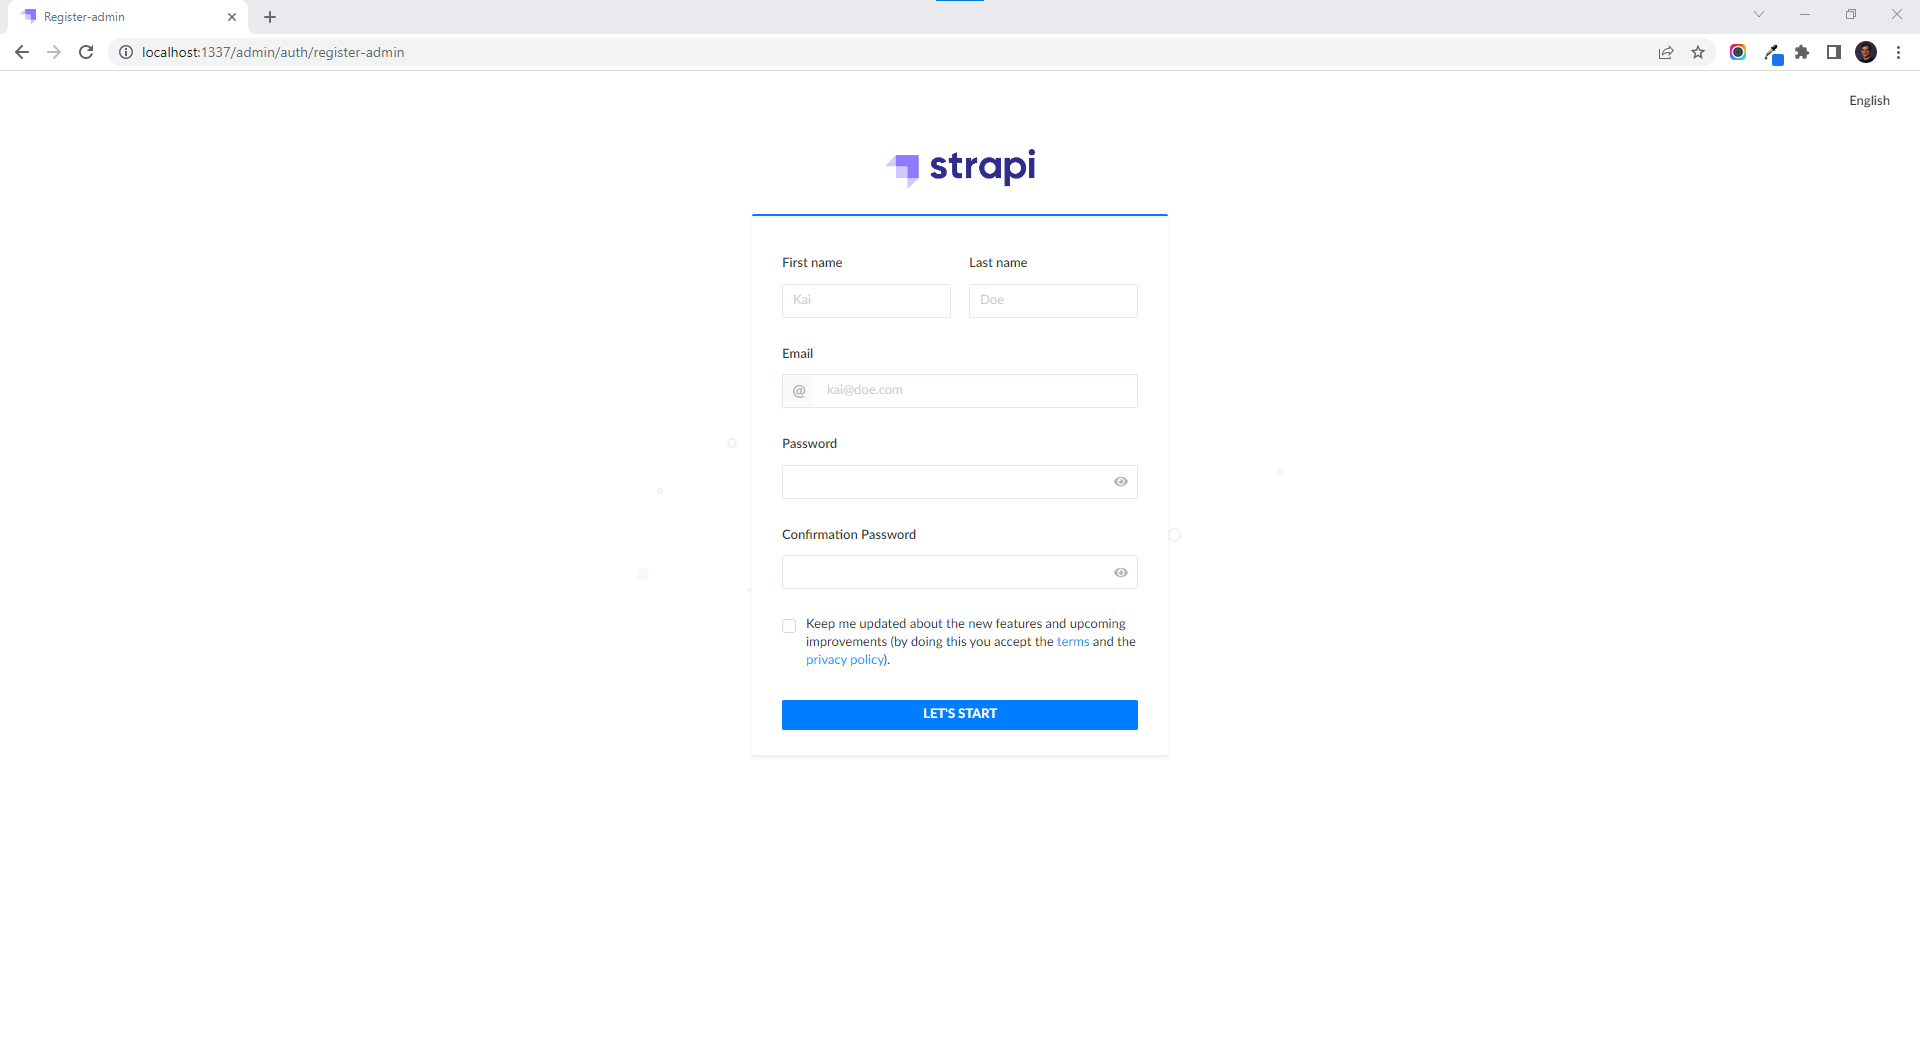 Register-admin
localhost:1337/admin/auth/register-admin
English
strapi
First name
Last name
Kai
Doe
Email
@
kai@doe.com
Password
Confirmation Password
Keep me updated about the new features and upcoming
improvements (by doing this you accept the terms and the
privacy policy).
LET'S START